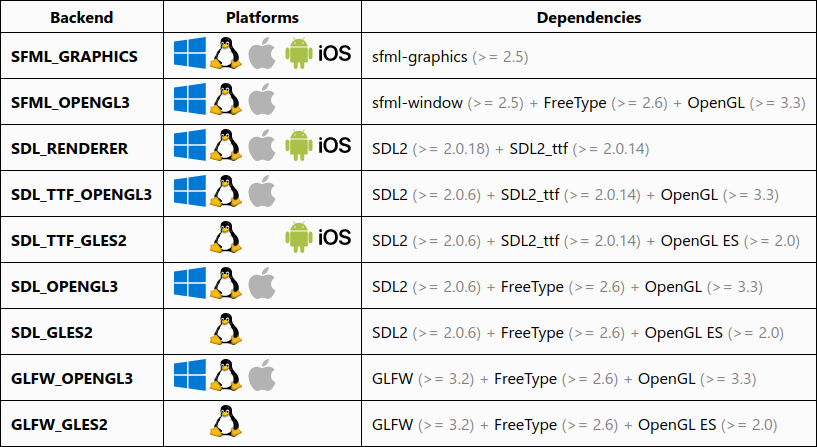 Backend Platforms Dependencies
SFML_GRAPHICS iOS sfml-graphics (>= 2.5)
SFML_OPENGL3 sfml-window (>= 2.5) + FreeType (>= 2.6) + OpenGL (>= 3.3)
SDL_RENDERER iOS SDL2 (>= 2.0.18) + SDL2_ttf (>= 2.0.14)
SDL_TTF_OPENGL3 SDL2 (>= 2.0.6) + SDL2_ttf (>= 2.0.14) + OpenGL (>= 3.3)
SDL_TTF_GLES2 iOS SDL2 (>= 2.0.6) + SDL2_ttf (>= 2.0.14) + OpenGL ES (>= 2.0)
SDL_OPENGL3 SDL2 (>= 2.0.6) + FreeType (>= 2.6) + OpenGL (>= 3.3)
SDL_GLES2 SDL2 (>= 2.0.6) + FreeType (>= 2.6) + OpenGL ES (>= 2.0)
GLFW_OPENGL3 GLFW (>= 3.2) + FreeType (>= 2.6) + OpenGL (>= 3.3)
GLFW_GLES2 GLFW (>= 3.2) + FreeType (>= 2.6) + OpenGL ES (>= 2.0)